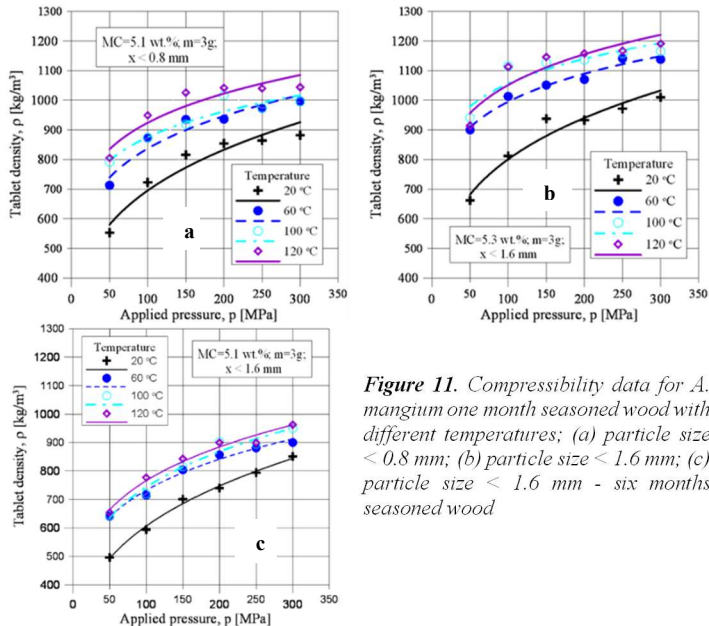 1300
1200
1100
1000
900
800
700
600
500
400
Tablet density, ρ [kg/m³]
MC=5.1 wt.%; m=3g;
x < 0.8 mm
Temperature
20 °C
60 °C
100 °C
120 °C
a
0 50 100 150 200 250 300 350
Applied pressure, p [MPa]
1300
1200
1100
1000
900
800
700
600
500
400
Tablet density, ρ [kg/m³]
b
Temperature
20 °C
60 °C
100 °C
120 °C
MC=5.3 wt.%; m=3g;
x < 1.6 mm
0 50 100 150 200 250 300 350
Applied pressure, p [MPa]
1300
1200
1100
1000
900
800
700
600
500
400
Tablet density, ρ [kg/m³]
Temperature
20 °C
60 °C
100 °C
120 °C
MC=5.1 wt.%; m=3g;
x < 1.6 mm
c
0 50 100 150 200 250 300 350
Applied pressure, p [MPa]
Figure 11. Compressibility data for A.
mangium one month seasoned wood with
different temperatures; (a) particle size
< 0.8 mm; (b) particle size < 1.6 mm; (c)
particle size < 1.6 mm - six months
seasoned wood